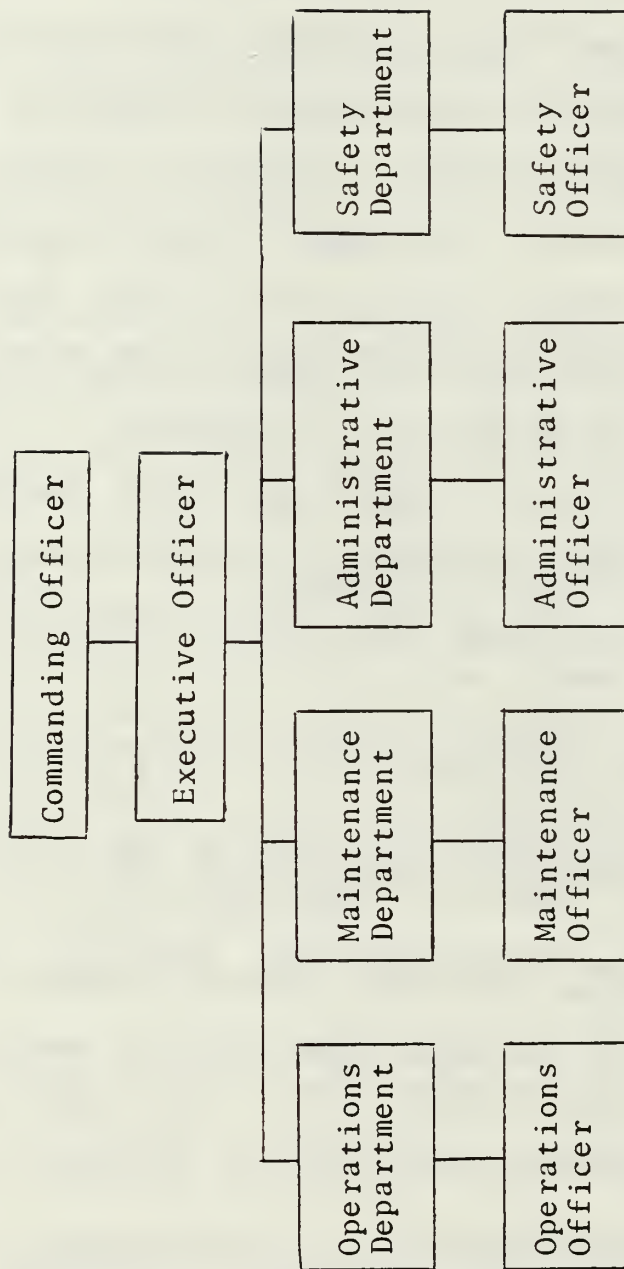 Commanding Officer
Executive Officer
Operations
Department
Maintenance
Department
Administrative
Department
Safety
Department
Operations
Officer
Maintenance
Officer
Administrative
Officer
Safety
Officer